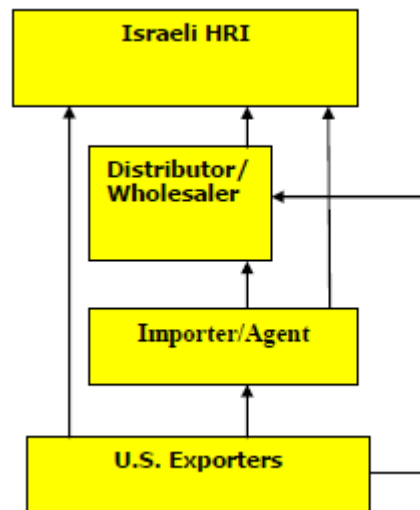 Israeli HRI
Distributor/
Wholesaler
Importer/Agent
U.S. Exporters